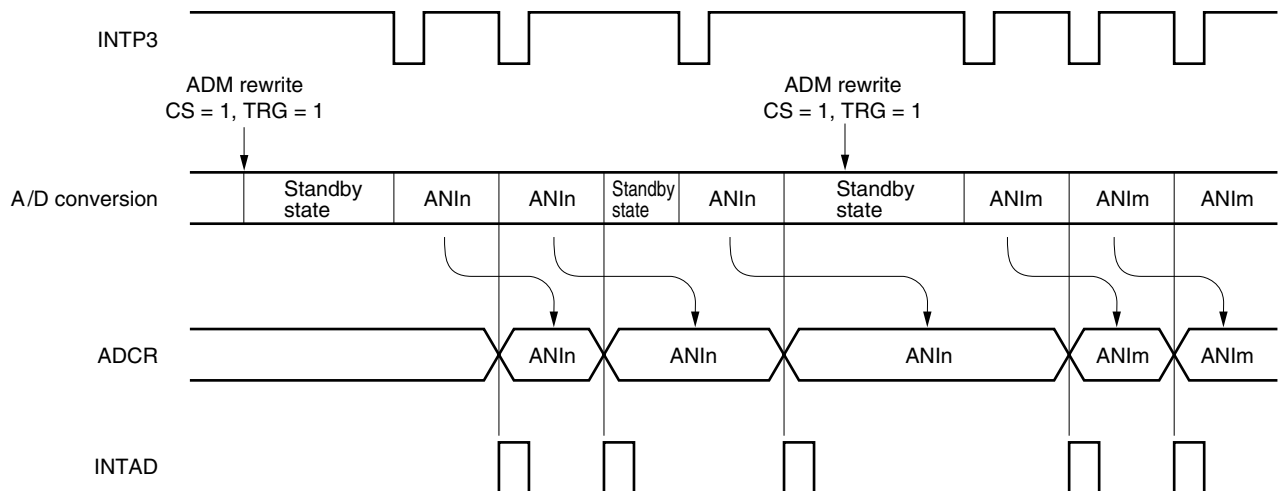 INTP3
ADM rewrite
CS = 1, TRG = 1
ADM rewrite
CS = 1, TRG = 1
A/D conversion
Standby
state
ANIn
ANIn
Standby
state
ANIn
Standby
state
ANIm
ANIm
ANIm
ADCR
ANIn
ANIn
ANIn
ANIm
ANIm
INTAD